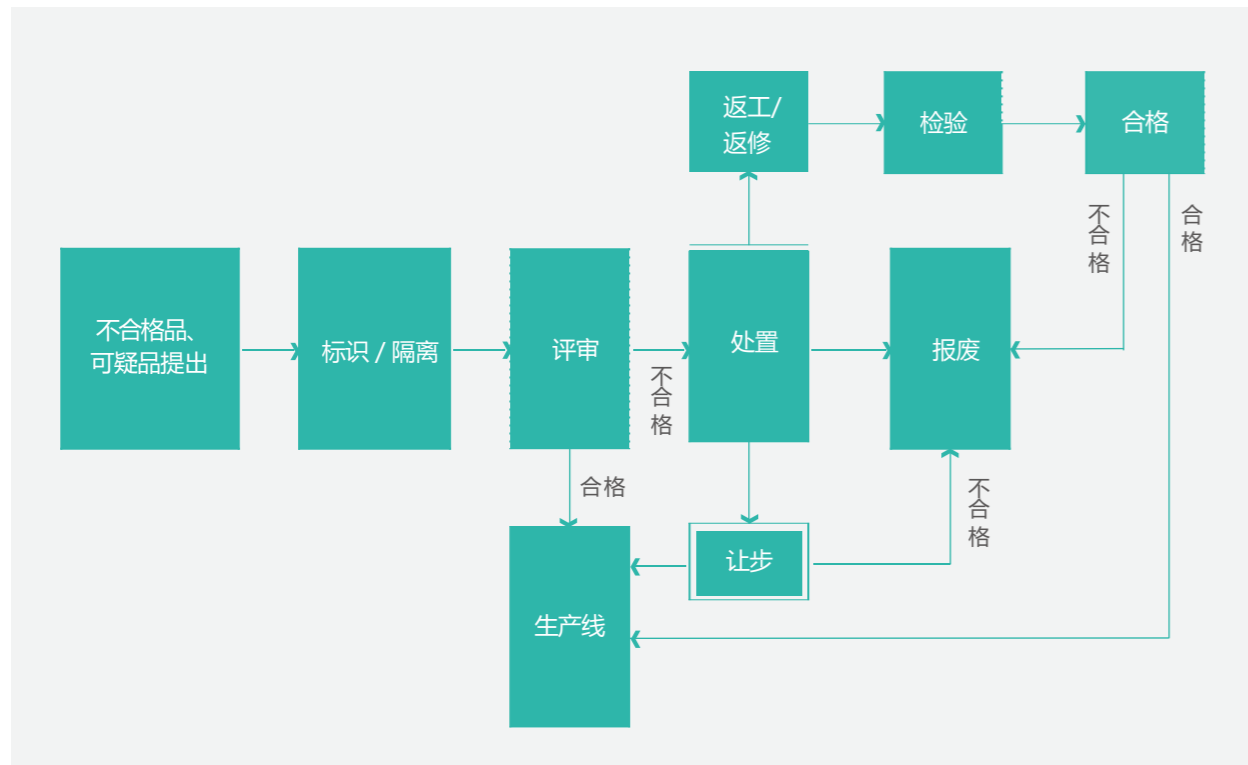 返工/
返修
检验
合格
不合格
合格
不合格品、
可疑品提出
标识 / 隔离
评审
不合格
处置
报废
合格
不合格
让步
生产线